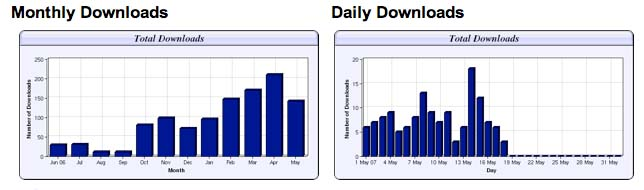 Monthly Downloads
Total Downloads
Number of Downloads
250
200
150
100
50
0
Jun 06 Jul Aug Sep Oct Nov Dec Jan Feb Mar Apr May
Month
Daily Downloads
Total Downloads
Number of Downloads
20
15
10
5
0
1 May 07 4 May 7 May 10 May 13 May 16 May 19 May 22 May 25 May 28 May 31 May
Day